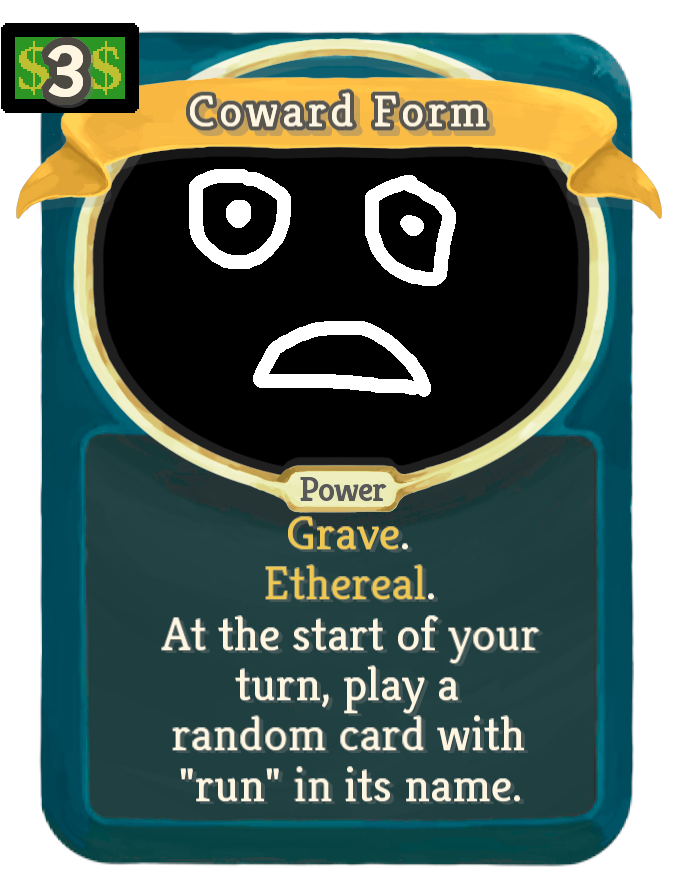 $3$
Coward Form
Power
Grave.
Ethereal.
At the start of your
turn, play a
random card with
"run" in its name.